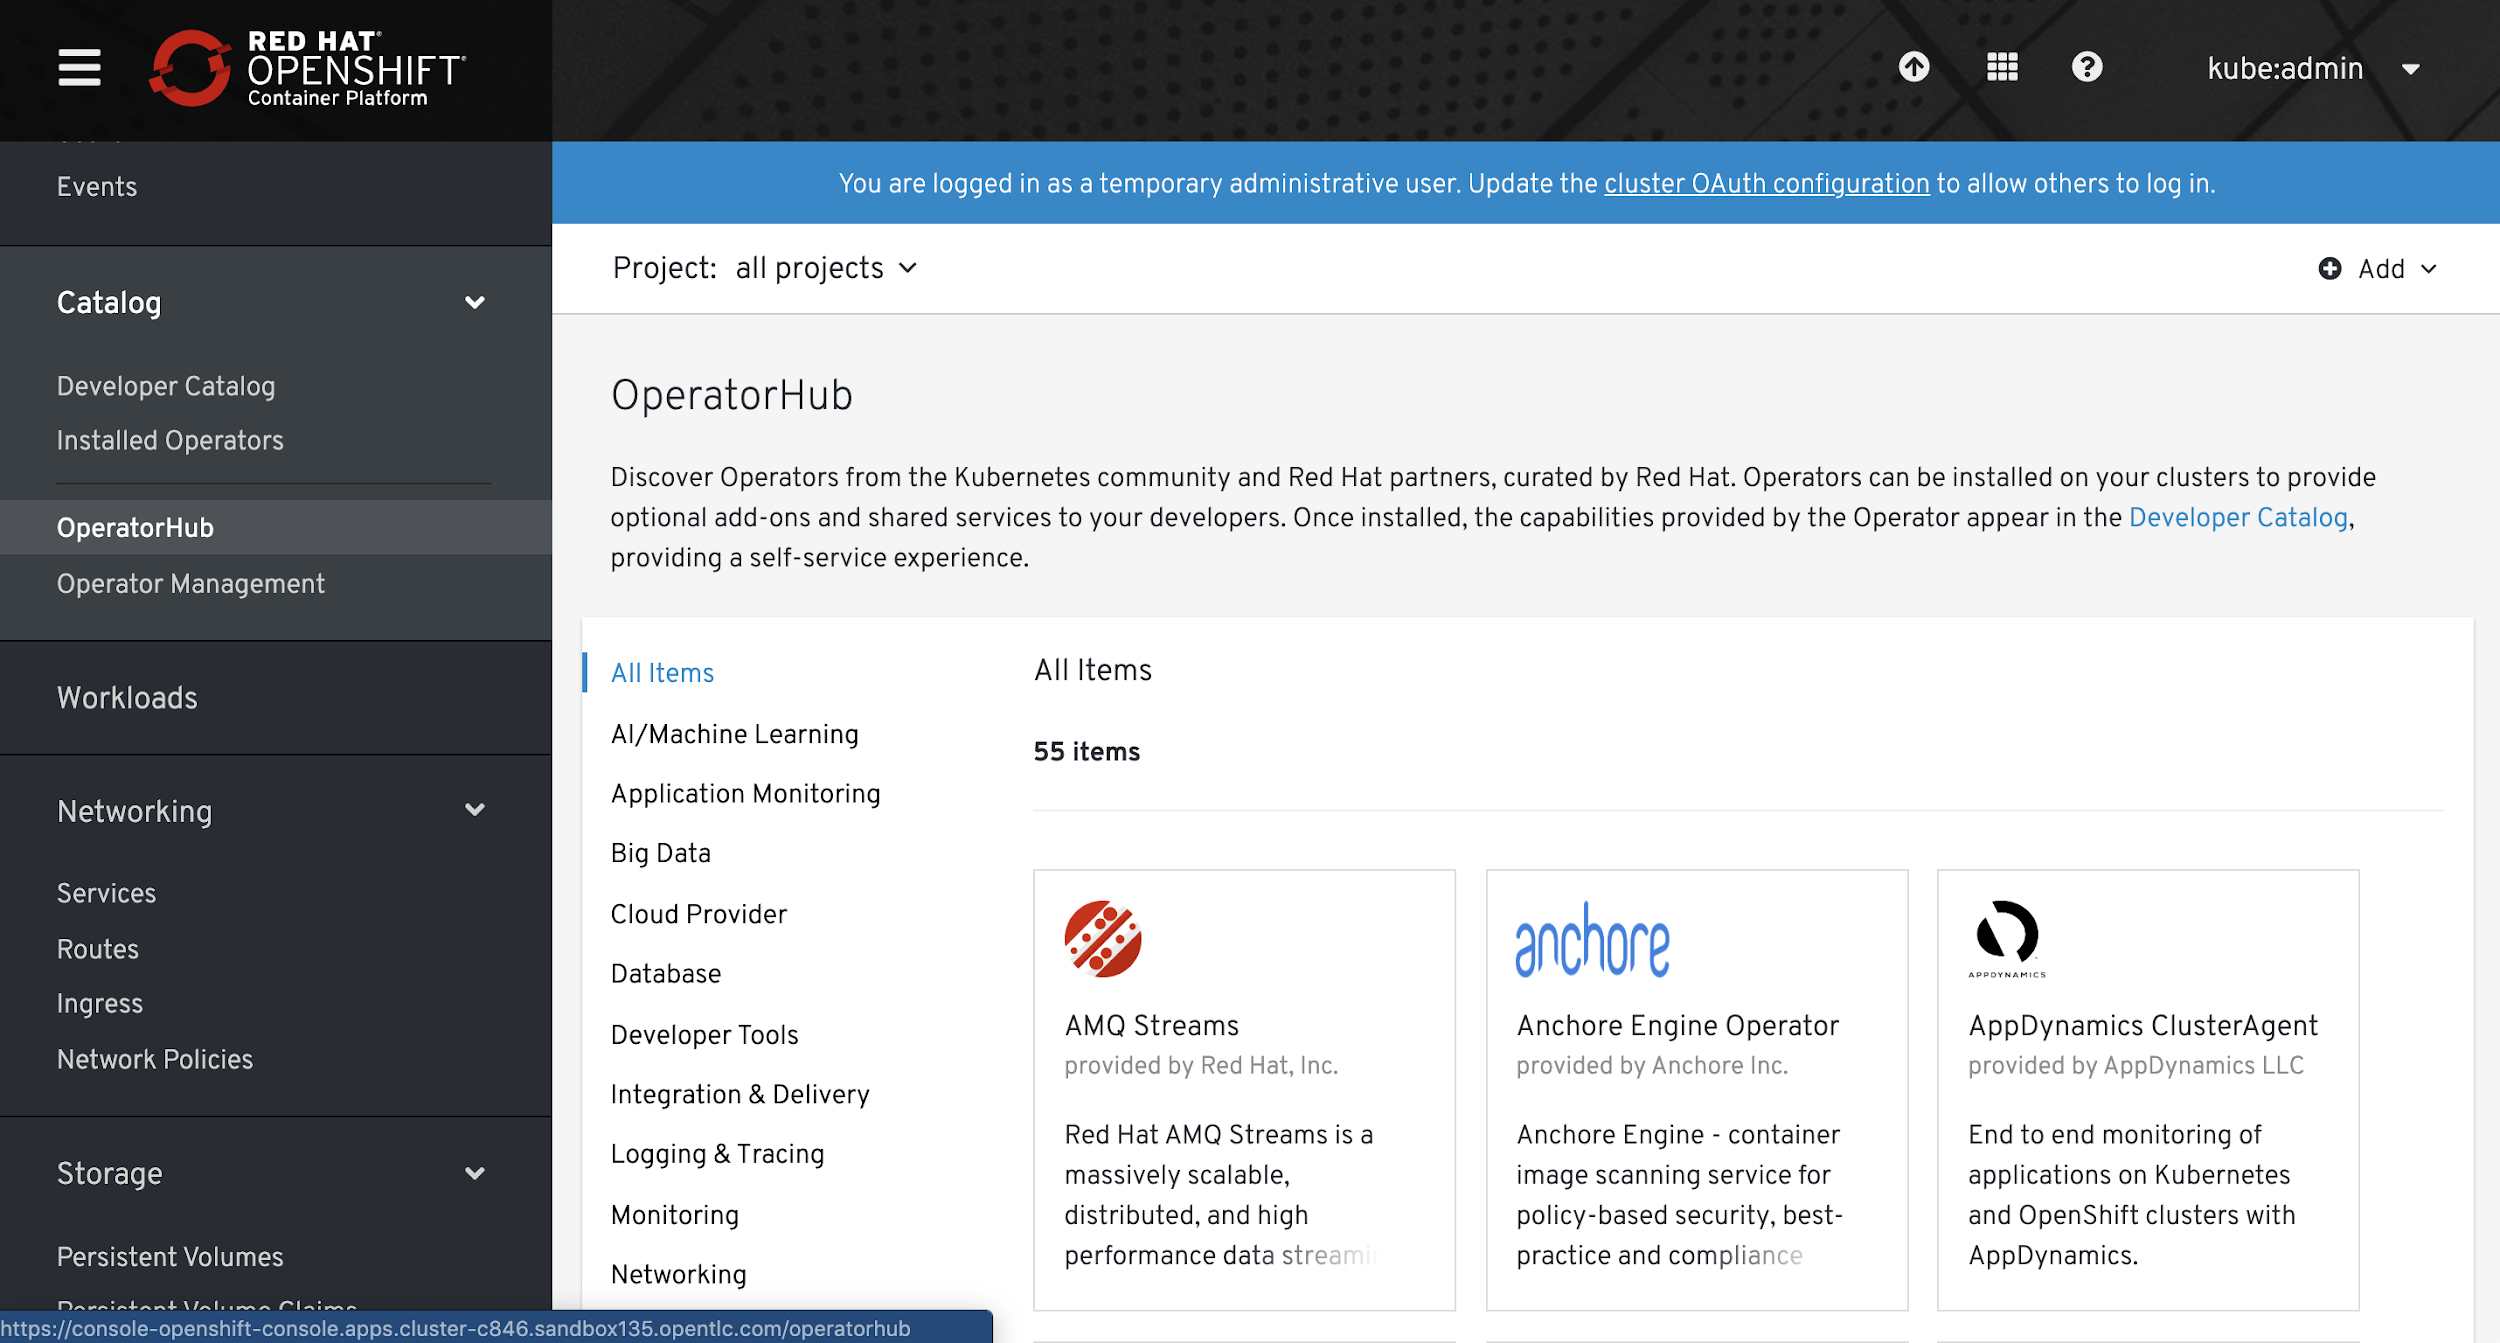 RED HAT®
OPENSHIFT®
Container Platform
kube:admin
Events
You are logged in as a temporary administrative user. Update the cluster OAuth configuration to allow others to log in.
Project: all projects
Add
Catalog
Developer Catalog
Installed Operators
OperatorHub
Operator Management
Workloads
Networking
Services
Routes
Ingress
Network Policies
Storage
Persistent Volumes
Persistent Volume Claims
OperatorHub
Discover Operators from the Kubernetes community and Red Hat partners, curated by Red Hat. Operators can be installed on your clusters to provide
optional add-ons and shared services to your developers. Once installed, the capabilities provided by the Operator appear in the Developer Catalog,
providing a self-service experience.
All Items
AI/Machine Learning
Application Monitoring
Big Data
Cloud Provider
Database
Developer Tools
Integration & Delivery
Logging & Tracing
Monitoring
Networking
All Items
55 items
AMQ Streams
provided by Red Hat, Inc.
Red Hat AMQ Streams is a
massively scalable,
distributed, and high
performance data
anchore
Anchore Engine Operator
provided by Anchore Inc.
Anchore Engine - container
image scanning service for
policy-based security, best-
practice and compliance
APPDYNAMICS
AppDynamics ClusterAgent
provided by AppDynamics LLC
End to end monitoring of
applications on Kubernetes
and OpenShift clusters with
AppDynamics.
https://console-openshift-console.apps.cluster-c846.sandbox135.opentlc.com/operatorhub